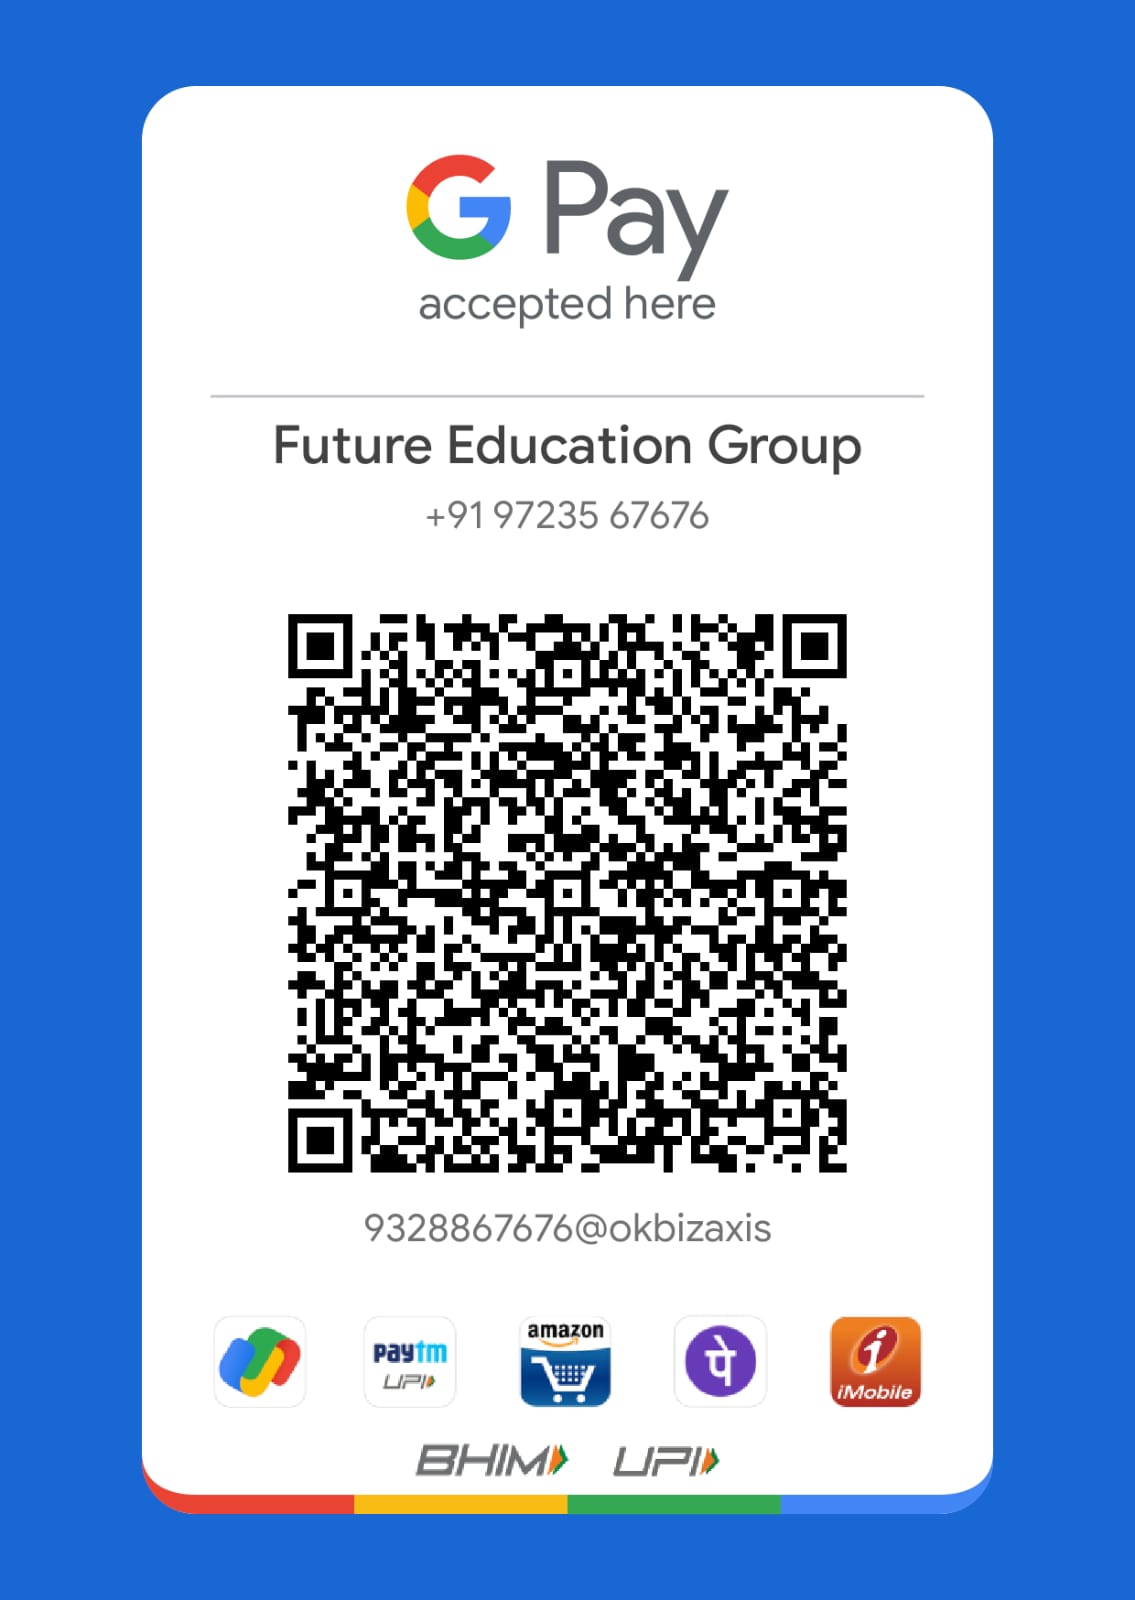 G Pay
accepted here
Future Education Group
+91 97235 67676
9328867676@okbizaxis
paytm
UPI
amazon
पे
i
iMobile
BHIM UPI